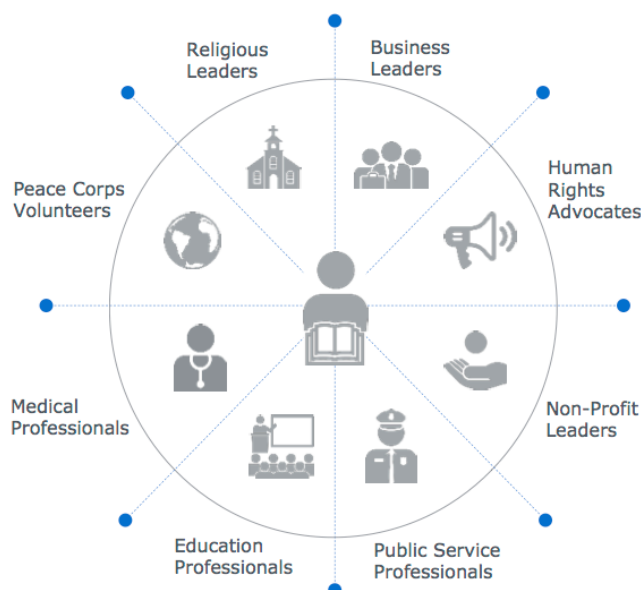 Religious
Leaders
Business
Leaders
Human
Rights
Advocates
Peace Corps
Volunteers
Medical
Professionals
Non-Profit
Leaders
Education
Professionals
Public Service
Professionals